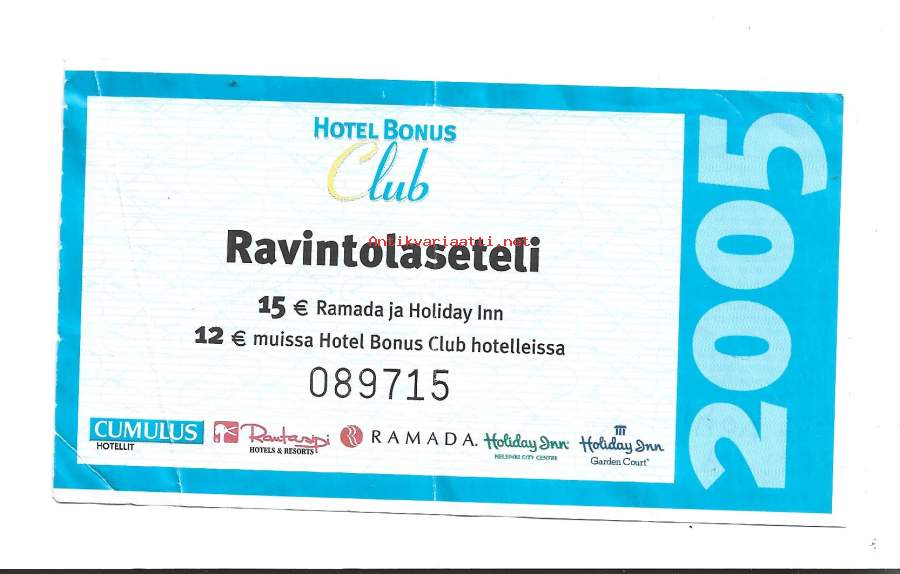 HOTEL BONUS
Club
Ravintolaseteli
Antikvariaatti.net
15 € Ramada ja Holiday Inn
12 € muissa Hotel Bonus Club hotelleissa
089715
CUMULUS
HOTELLIT
Rantasipi
HOTELS & RESORTS
RAMADA.
Holiday Inn
HELSINKI CITY CENTRE
Holiday Inn
Garden Court
2005